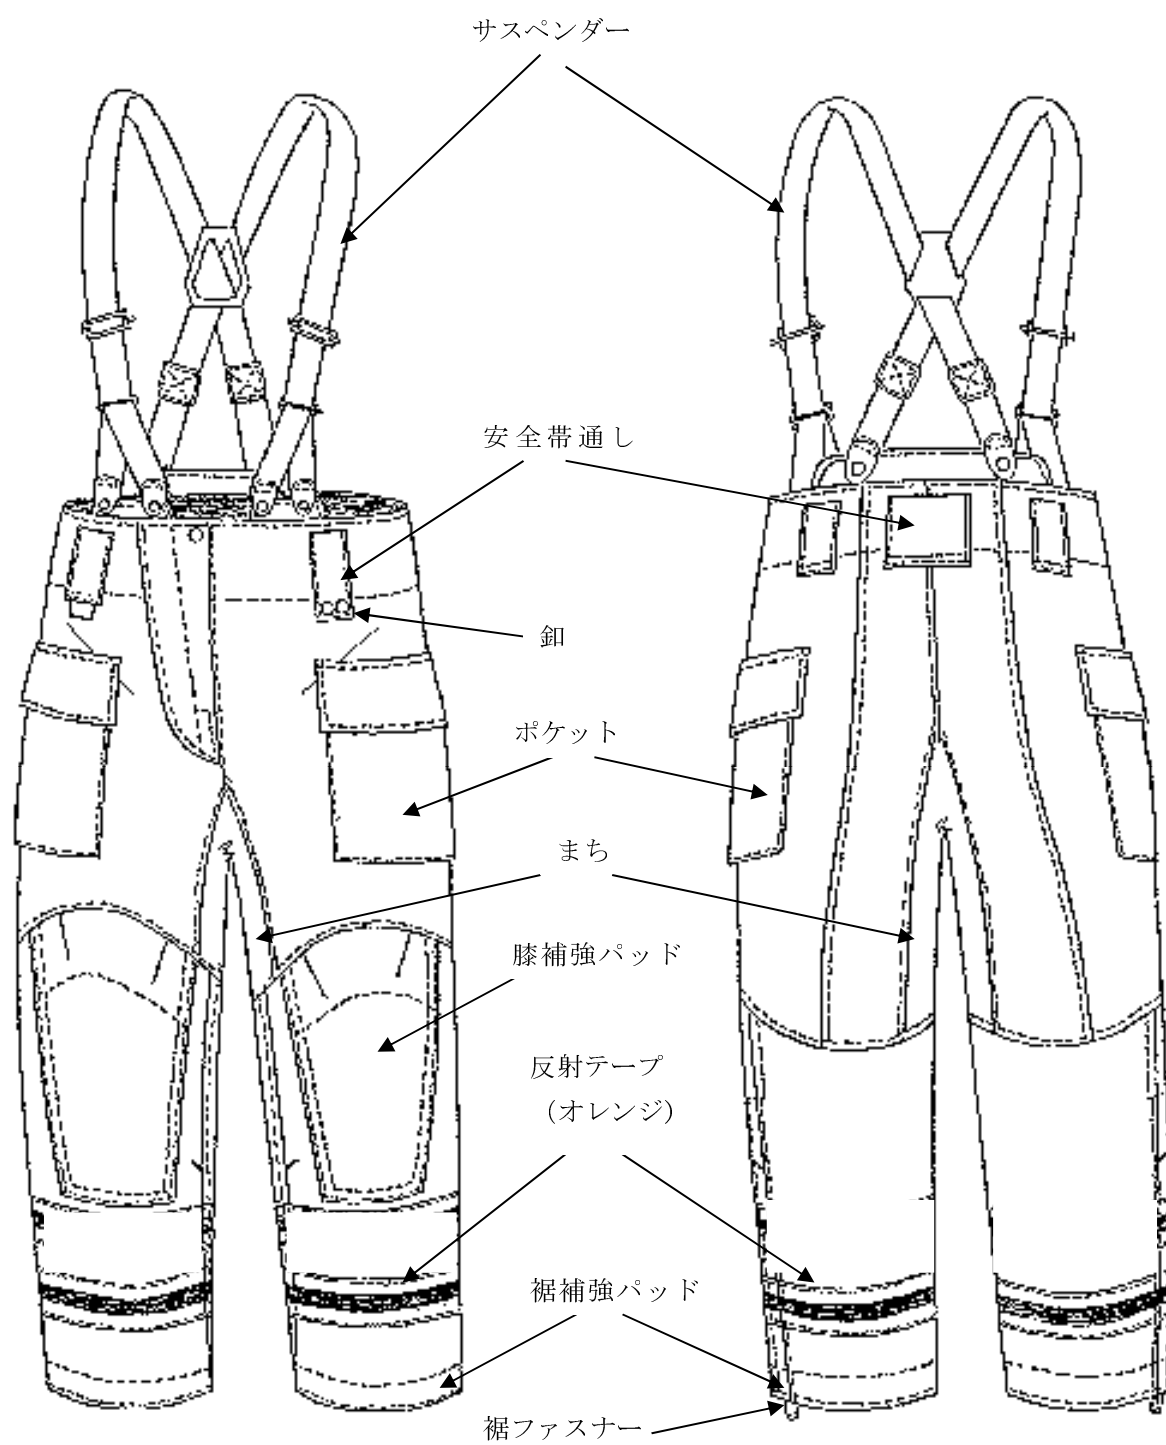 サスペンダー
安全帯通し
釦
ポケット
まち
膝補強パッド
反射テープ
（オレンジ）
裾補強パッド
裾ファスナー